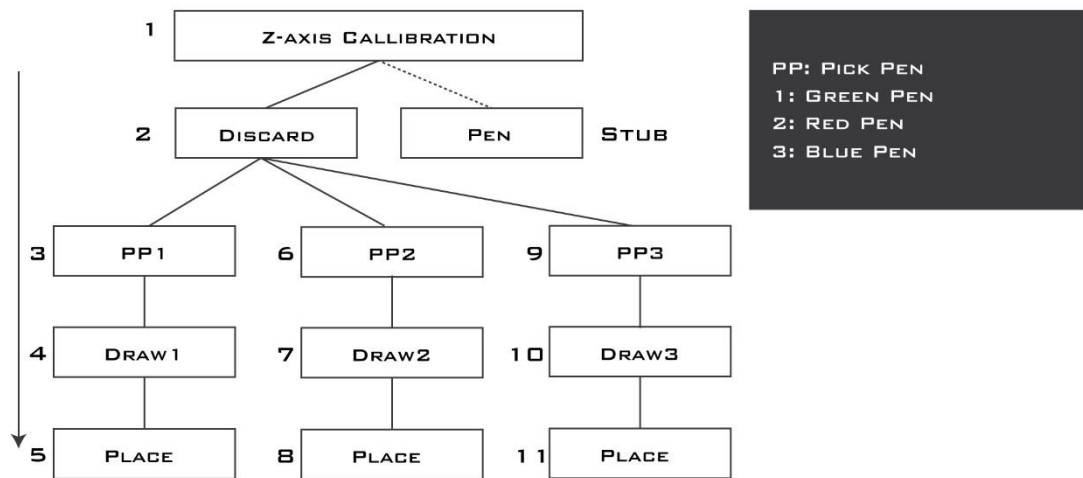 1 Z-axis Callibration
2 Discard Pen Stub
3 PP1 6 PP2 9 PP3
4 Draw1 7 Draw2 10 Draw3
5 Place 8 Place 11 Place
PP: Pick Pen
1: Green Pen
2: Red Pen
3: Blue Pen